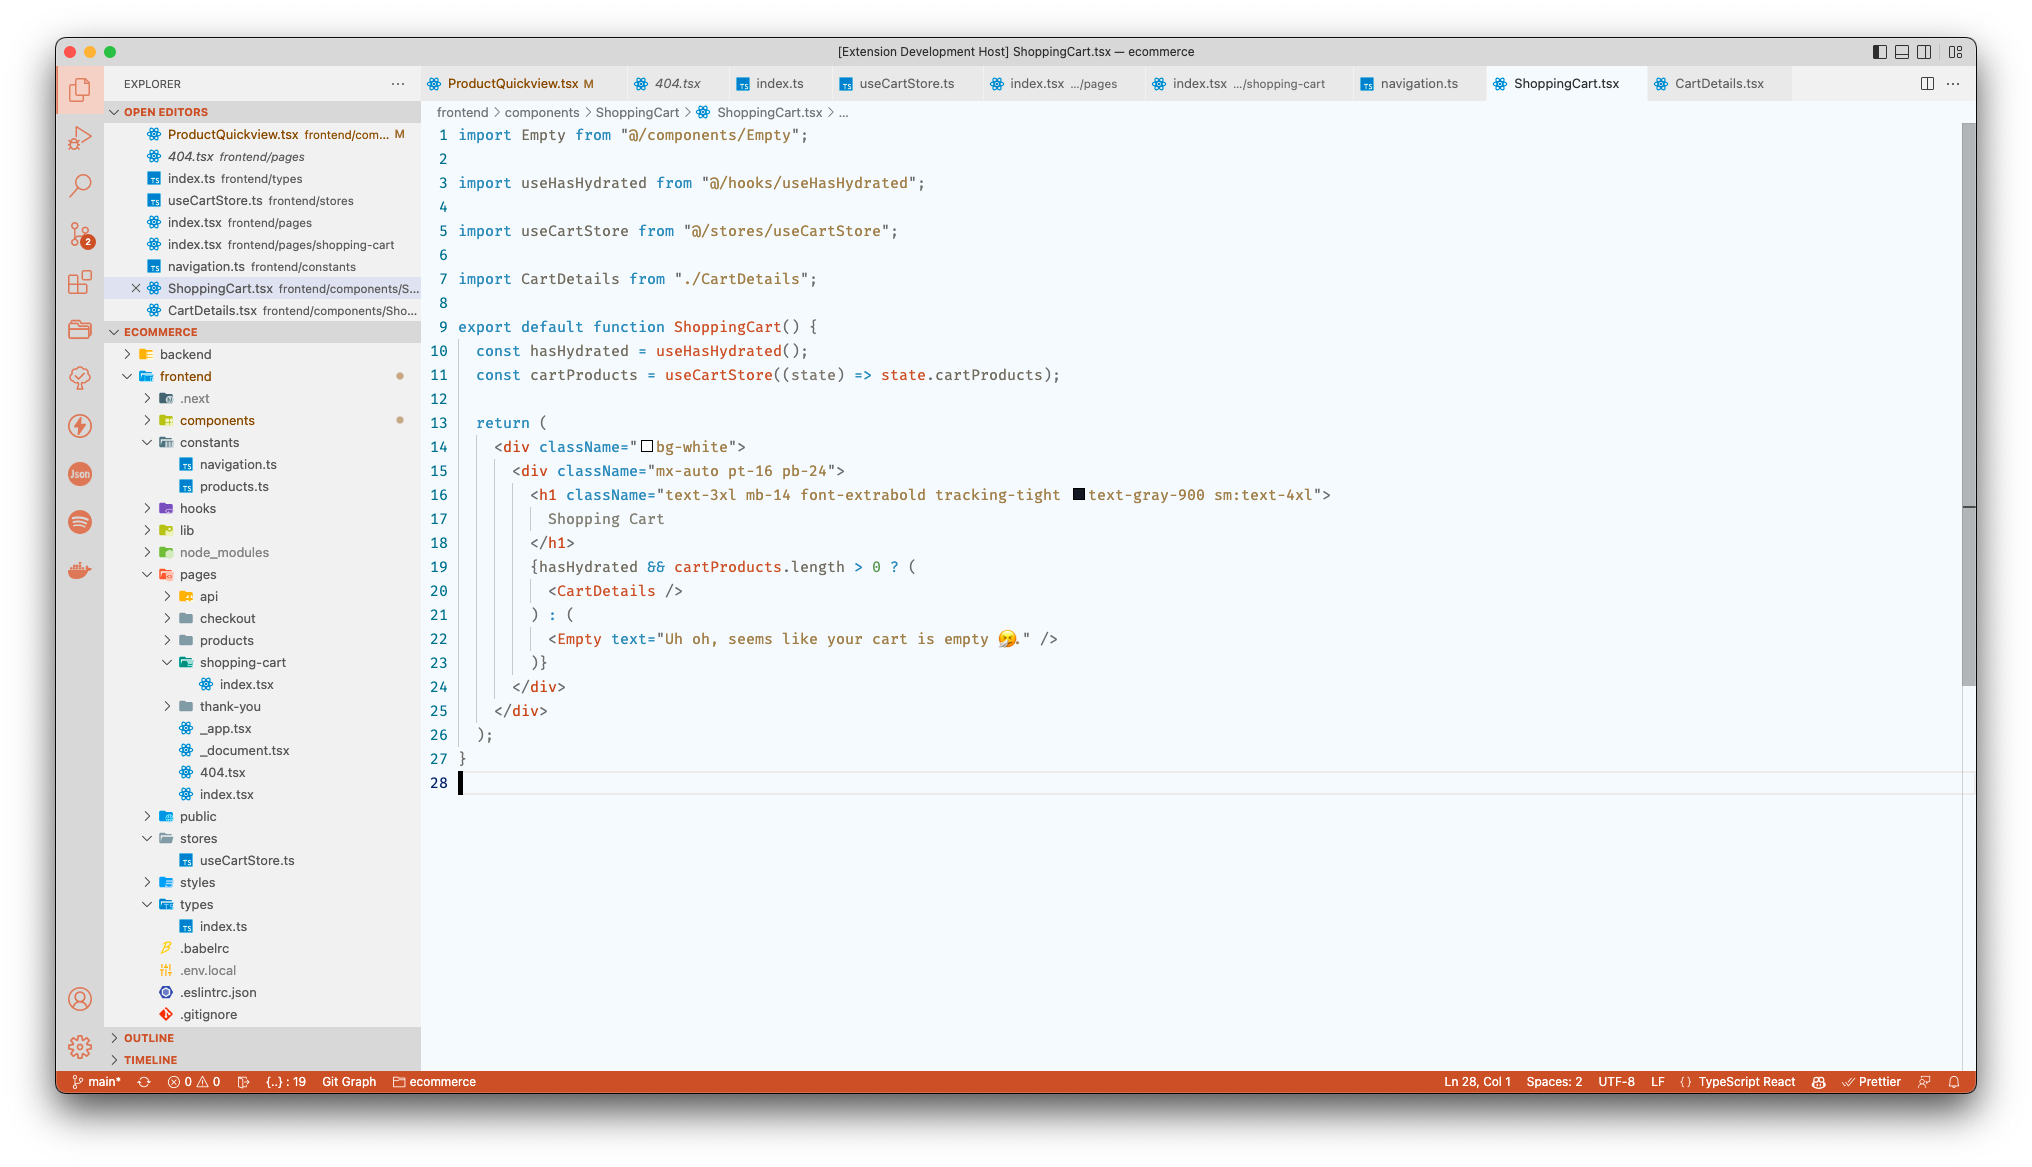 [Extension Development Host] ShoppingCart.tsx — ecommerce
EXPLORER
OPEN EDITORS
ProductQuickview.tsx frontend/com... M
404.tsx frontend/pages
index.ts frontend/types
useCartStore.ts frontend/stores
index.tsx frontend/pages
index.tsx frontend/pages/shopping-cart
navigation.ts frontend/constants
ShoppingCart.tsx frontend/components/S...
CartDetails.tsx frontend/components/Sho...
ECOMMERCE
backend
frontend
.next
components
constants
navigation.ts
products.ts
hooks
lib
node_modules
pages
api
checkout
products
shopping-cart
index.tsx
thank-you
_app.tsx
_document.tsx
404.tsx
index.tsx
public
stores
useCartStore.ts
styles
types
index.ts
.babelrc
.env.local
.eslintrc.json
.gitignore
OUTLINE
TIMELINE
2
Json
ProductQuickview.tsx M 404.tsx index.ts useCartStore.ts index.tsx .../pages index.tsx .../shopping-cart navigation.ts ShoppingCart.tsx CartDetails.tsx
frontend > components > ShoppingCart > ShoppingCart.tsx > ...
1 import Empty from "@/components/Empty";
2
3 import useHasHydrated from "@/hooks/useHasHydrated";
4
5 import useCartStore from "@/stores/useCartStore";
6
7 import CartDetails from "./CartDetails";
8
9 export default function ShoppingCart() {
10 const hasHydrated = useHasHydrated();
11 const cartProducts = useCartStore((state) => state.cartProducts);
12
13 return (
14 <div className="bg-white">
15 <div className="mx-auto pt-16 pb-24">
16 <h1 className="text-3xl mb-14 font-extrabold tracking-tight text-gray-900 sm:text-4xl">
17 Shopping Cart
18 </h1>
19 {hasHydrated && cartProducts.length > 0 ? (
20 <CartDetails />
21 ) : (
22 <Empty text="Uh oh, seems like your cart is empty 🤧." />
23 )}
24 </div>
25 </div>
26 );
27 }
28
main* 0 0 {..} : 19 Git Graph ecommerce
Ln 28, Col 1 Spaces: 2 UTF-8 LF {} TypeScript React Prettier